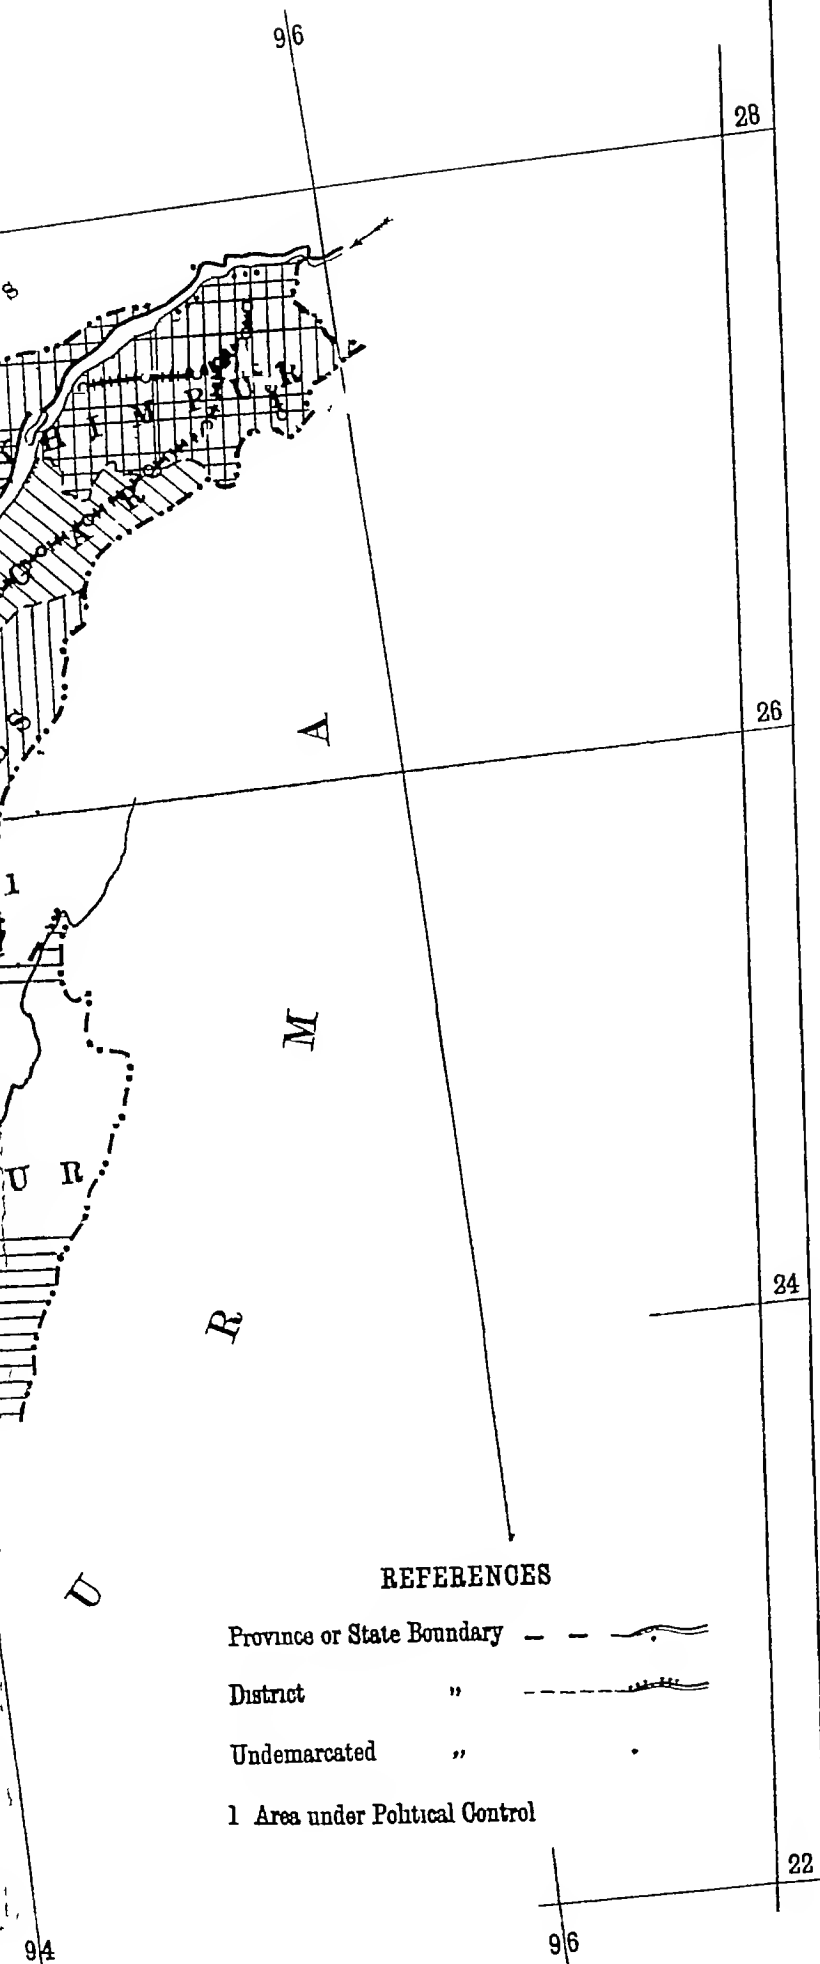 96
28
S
H I M P U R
G A R
S
A
26
1
M
U R
24
R
U
REFERENCES
Province or State Boundary
District "
Undemarcated "
1 Area under Political Control
22
94
96